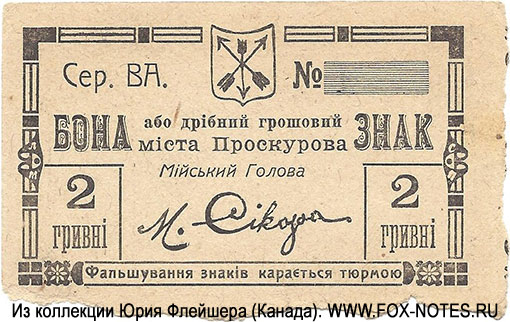 Сер. ВА. №
БОНА або дрібний грошовий ЗНАК
міста Проскурова
Мійський Голова
2 гривні
М. Сікора
2 гривні
Фальшування знаків карається тюрмою
Из коллекции Юрия Флейшера (Канада). WWW.FOX-NOTES.RU